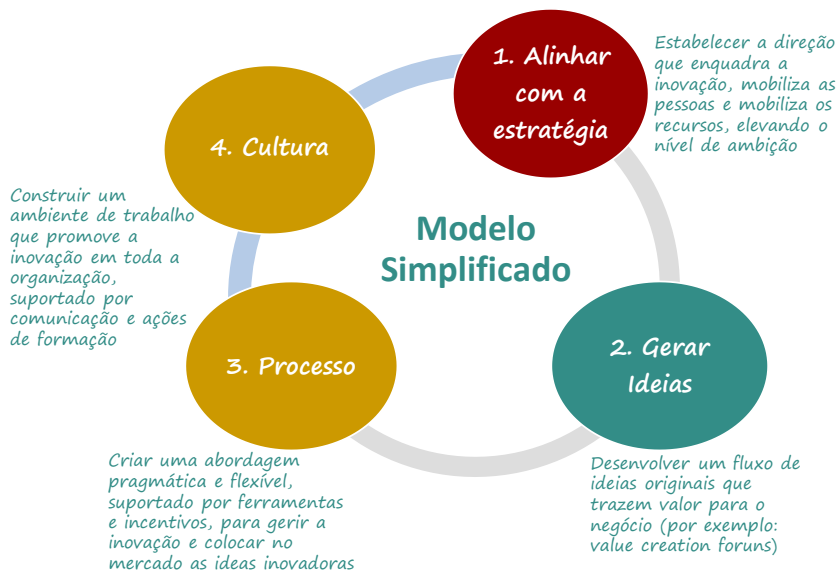 1. Alinhar
com a
estratégia
Estabelecer a direção
que enquadra a
inovação, mobiliza as
pessoas e mobiliza os
recursos, elevando o
nível de ambição
4. Cultura
Construir um
ambiente de trabalho
que promove a
inovação em toda a
organização,
suportado por
comunicação e ações
de formação
Modelo
Simplificado
2. Gerar
Ideias
Desenvolver um fluxo de
ideias originais que
trazem valor para o
negócio (por exemplo:
value creation foruns)
3. Processo
Criar uma abordagem
pragmática e flexível,
suportado por ferramentas
e incentivos, para gerir a
inovação e colocar no
mercado as ideas inovadoras